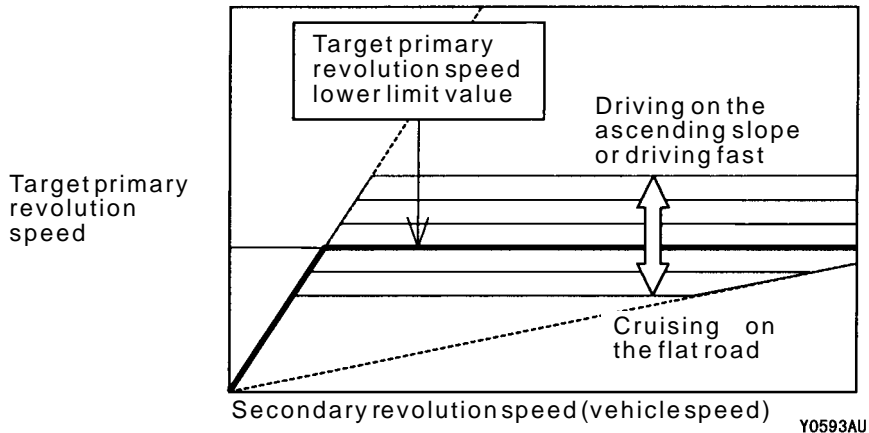 Target primary
revolution speed
lower limit value
Driving on the
ascending slope
or driving fast
Target primary
revolution
speed
Cruising on
the flat road
Secondary revolution speed (vehicle speed)
Y0593AU